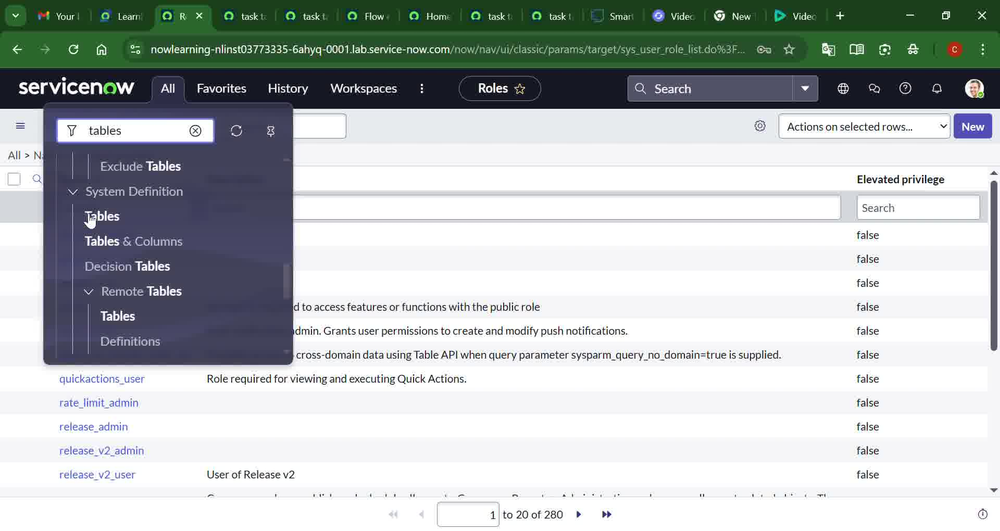 Your I
Learni
R
task t
task t
Flow
Home
task t
task t
Smar
Video
New T
Video
nowlearning-nlinst03773335-6ahyq-0001.lab.service-now.com/now/nav/ui/classic/params/target/sys_user_role_list.do%3F...
C
servicenow
All
Favorites
History
Workspaces
Roles
Search
tables
Actions on selected rows...
New
All > Na
Exclude Tables
System Definition
Tables
Tables & Columns
Decision Tables
Remote Tables
Tables
Definitions
Elevated privilege
Search
false
false
false
d to access features or functions with the public role false
dmin. Grants user permissions to create and modify push notifications. false
cross-domain data using Table API when query parameter sysparm_query_no_domain=true is supplied. false
quickactions_user Role required for viewing and executing Quick Actions. false
rate_limit_admin false
release_admin false
release_v2_admin false
release_v2_user User of Release v2 false
1 to 20 of 280